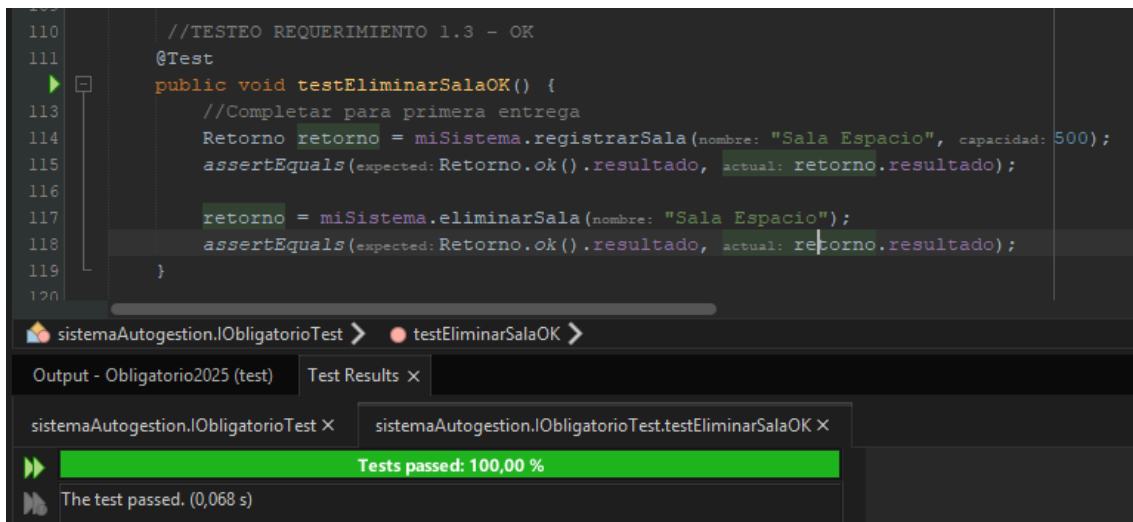 110 //TESTEO REQUERIMIENTO 1.3 - OK
111 @Test
public void testEliminarSalaOK() {
113 //Completar para primera entrega
114 Retorno retorno = miSistema.registrarSala(nombre: "Sala Espacio", capacidad: 500);
115 assertEquals(expected: Retorno.ok().resultado, actual: retorno.resultado);
116
117 retorno = miSistema.eliminarSala(nombre: "Sala Espacio");
118 assertEquals(expected: Retorno.ok().resultado, actual: retorno.resultado);
119 }
120
sistemaAutogestion.IObligatorioTest testEliminarSalaOK
Output - Obligatorio2025 (test) Test Results ×
sistemaAutogestion.IObligatorioTest × sistemaAutogestion.IObligatorioTest.testEliminarSalaOK ×
Tests passed: 100,00 %
The test passed. (0,068 s)